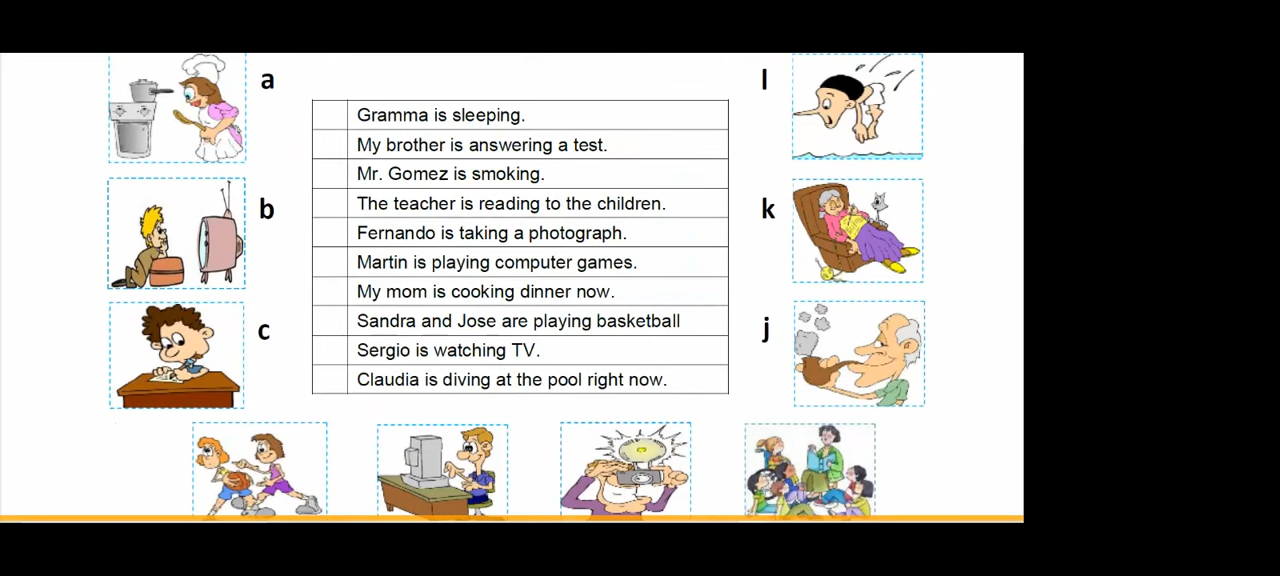 a
l
Gramma is sleeping.
My brother is answering a test.
Mr. Gomez is smoking.
The teacher is reading to the children.
b
k
Fernando is taking a photograph.
Martin is playing computer games.
My mom is cooking dinner now.
Sandra and Jose are playing basketball
c
j
Sergio is watching TV.
Claudia is diving at the pool right now.